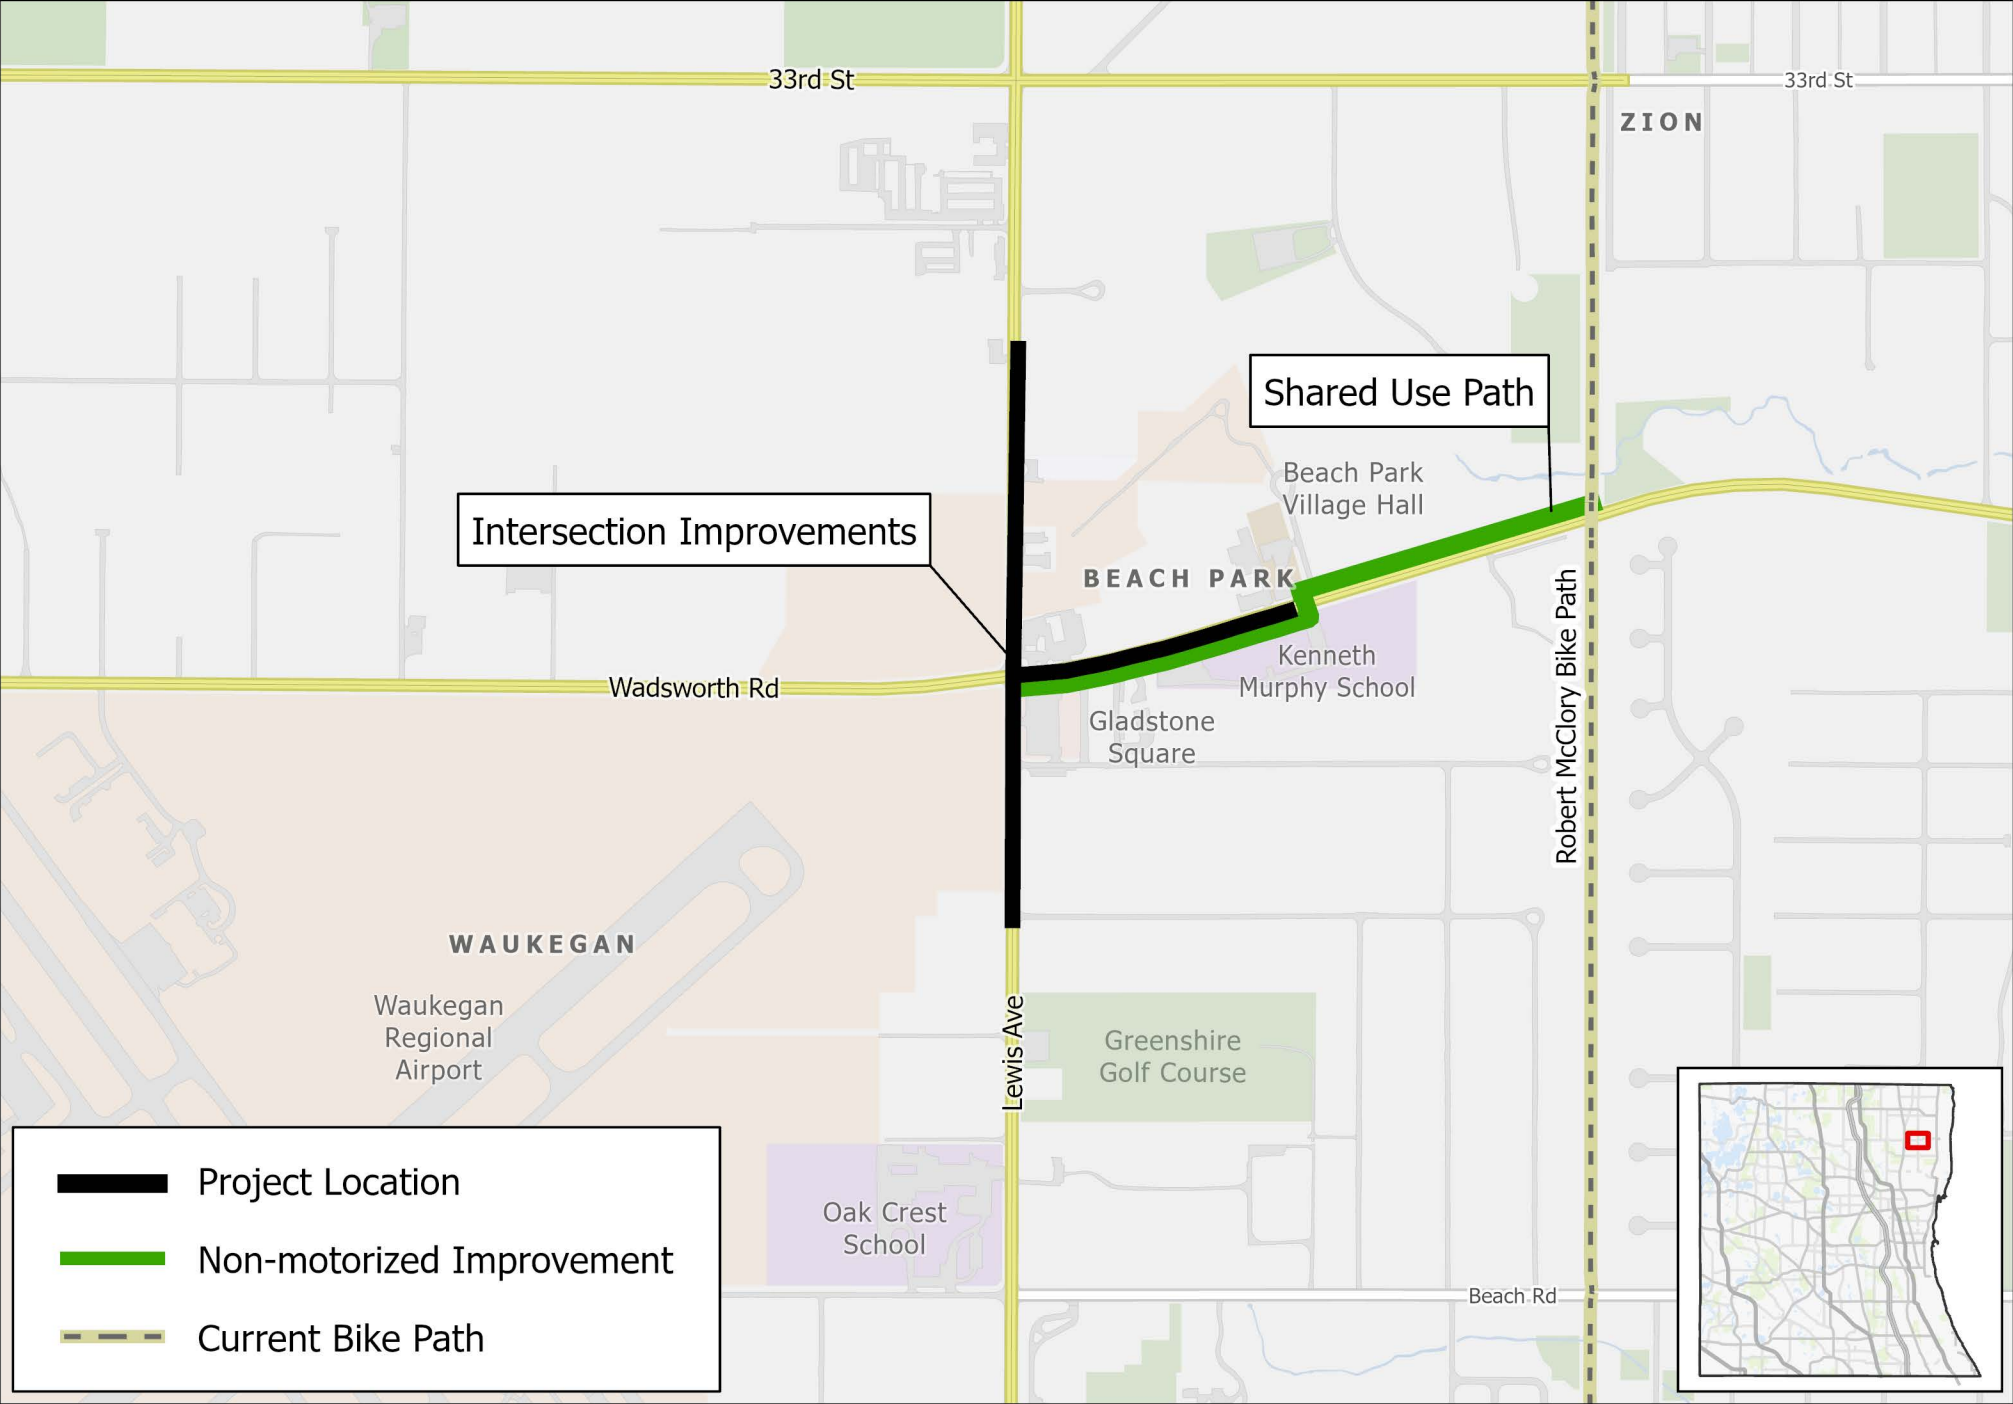 33rd St
33rd St
ZION
Shared Use Path
Beach Park
Village Hall
Intersection Improvements
BEACH PARK
Kenneth
Murphy School
Wadsworth Rd
Gladstone
Square
Robert McClory Bike Path
WAUKEGAN
Waukegan
Regional
Airport
Lewis Ave
Greenshire
Golf Course
Oak Crest
School
Beach Rd
Project Location
Non-motorized Improvement
Current Bike Path